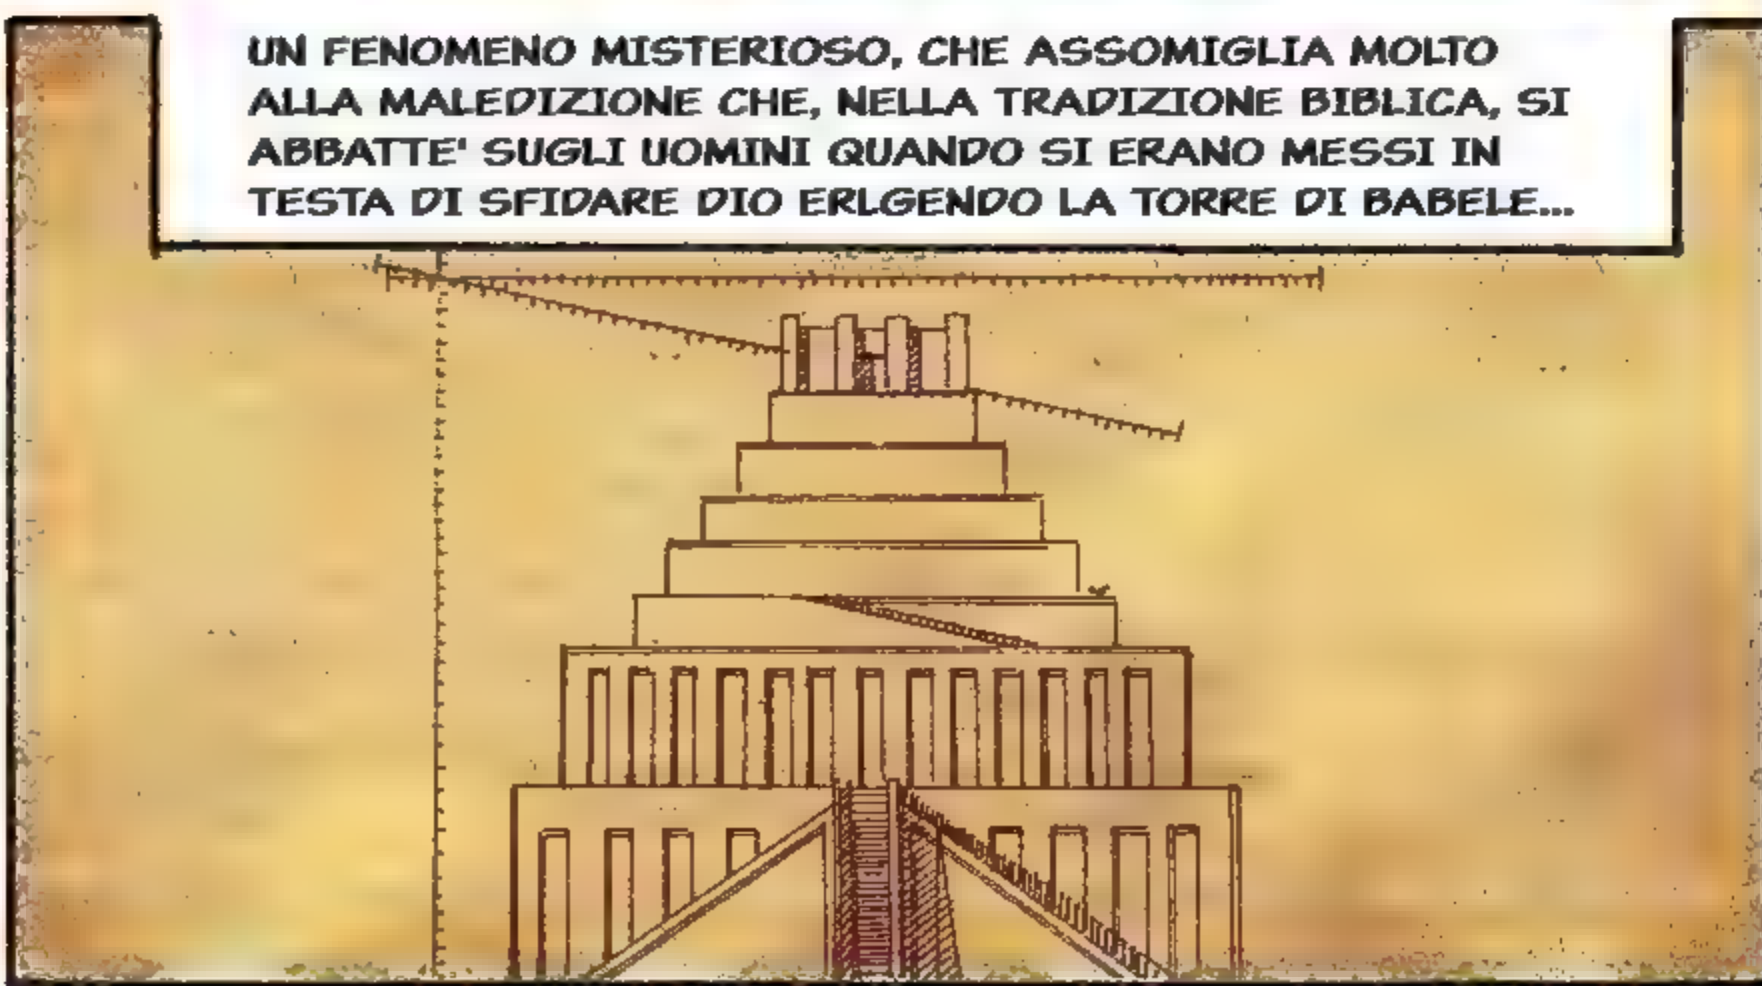 UN FENOMENO MISTERIOSO, CHE ASSOMIGLIA MOLTO
ALLA MALEDIZIONE CHE, NELLA TRADIZIONE BIBLICA, SI
ABBATTE' SUGLI UOMINI QUANDO SI ERANO MESSI IN
TESTA DI SFIDARE DIO ERLGENDO LA TORRE DI BABELE...